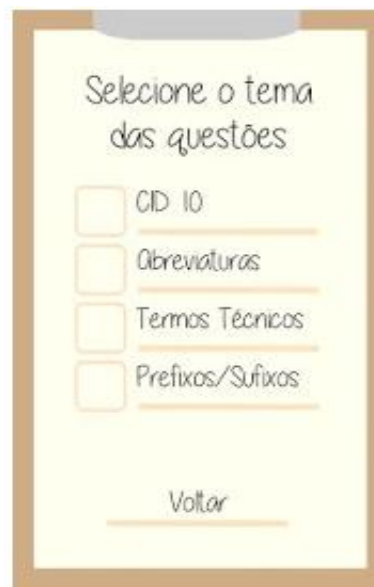 Selecione o tema
das questões
CID 10
Abreviaturas
Termos Técnicos
Prefixos/Sufixos
Voltar